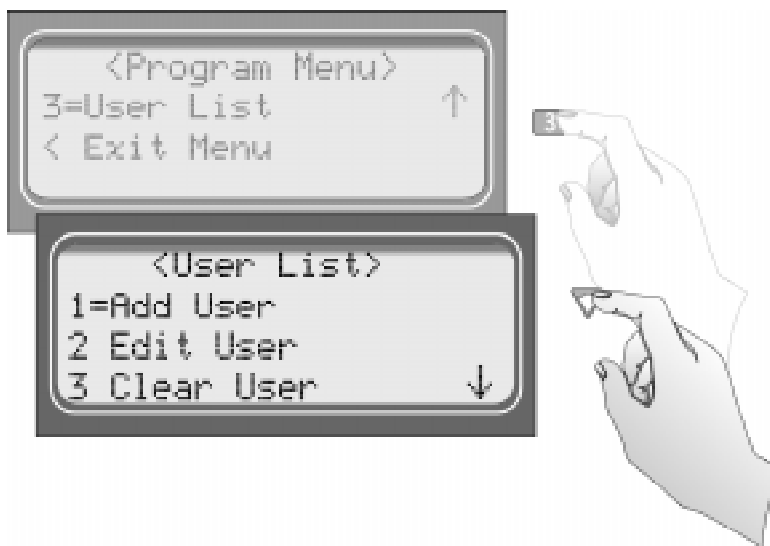 <Program Menu>
3=User List ↑
< Exit Menu
3
<User List>
1=Add User
2 Edit User
3 Clear User ↓